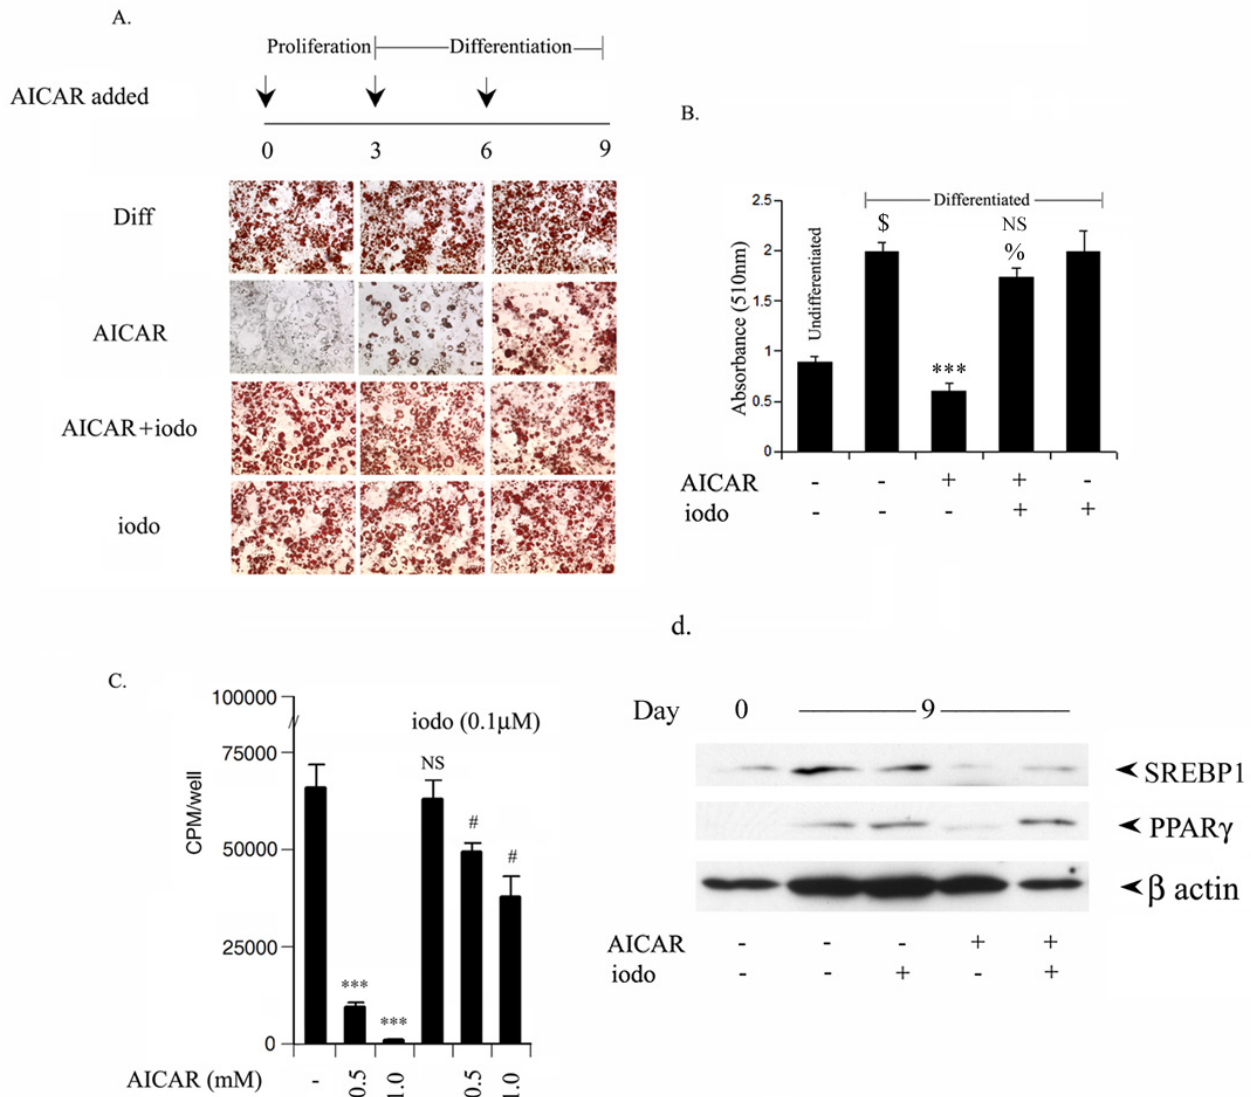 A.
Proliferation Differentiation
AICAR added
0 3 6 9
Diff
AICAR
AICAR+iodo
iodo
B.
Differentiated
Undifferentiated
$
***
NS
%
Absorbance (510nm)
2.5
2
1.5
1
0.5
0
AICAR - - + + -
iodo - - - + +
C.
iodo (0.1μM)
CPM/well
100000
75000
50000
25000
0
***
***
NS
#
#
AICAR (mM) - 0.5 1.0 0.5 1.0
d.
Day 0 9
SREBP1
PPARγ
β actin
AICAR - - - + +
iodo - - + - +